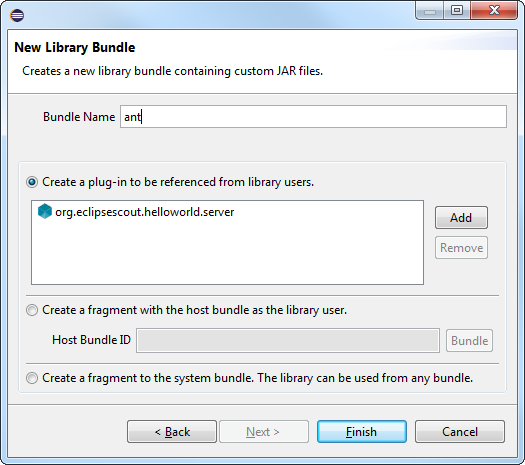 New Library Bundle
Creates a new library bundle containing custom JAR files.
Bundle Name ant
Create a plug-in to be referenced from library users.
org.eclipsescout.helloworld.server
Add
Remove
Create a fragment with the host bundle as the library user.
Host Bundle ID Bundle
Create a fragment to the system bundle. The library can be used from any bundle.
< Back Next > Finish Cancel